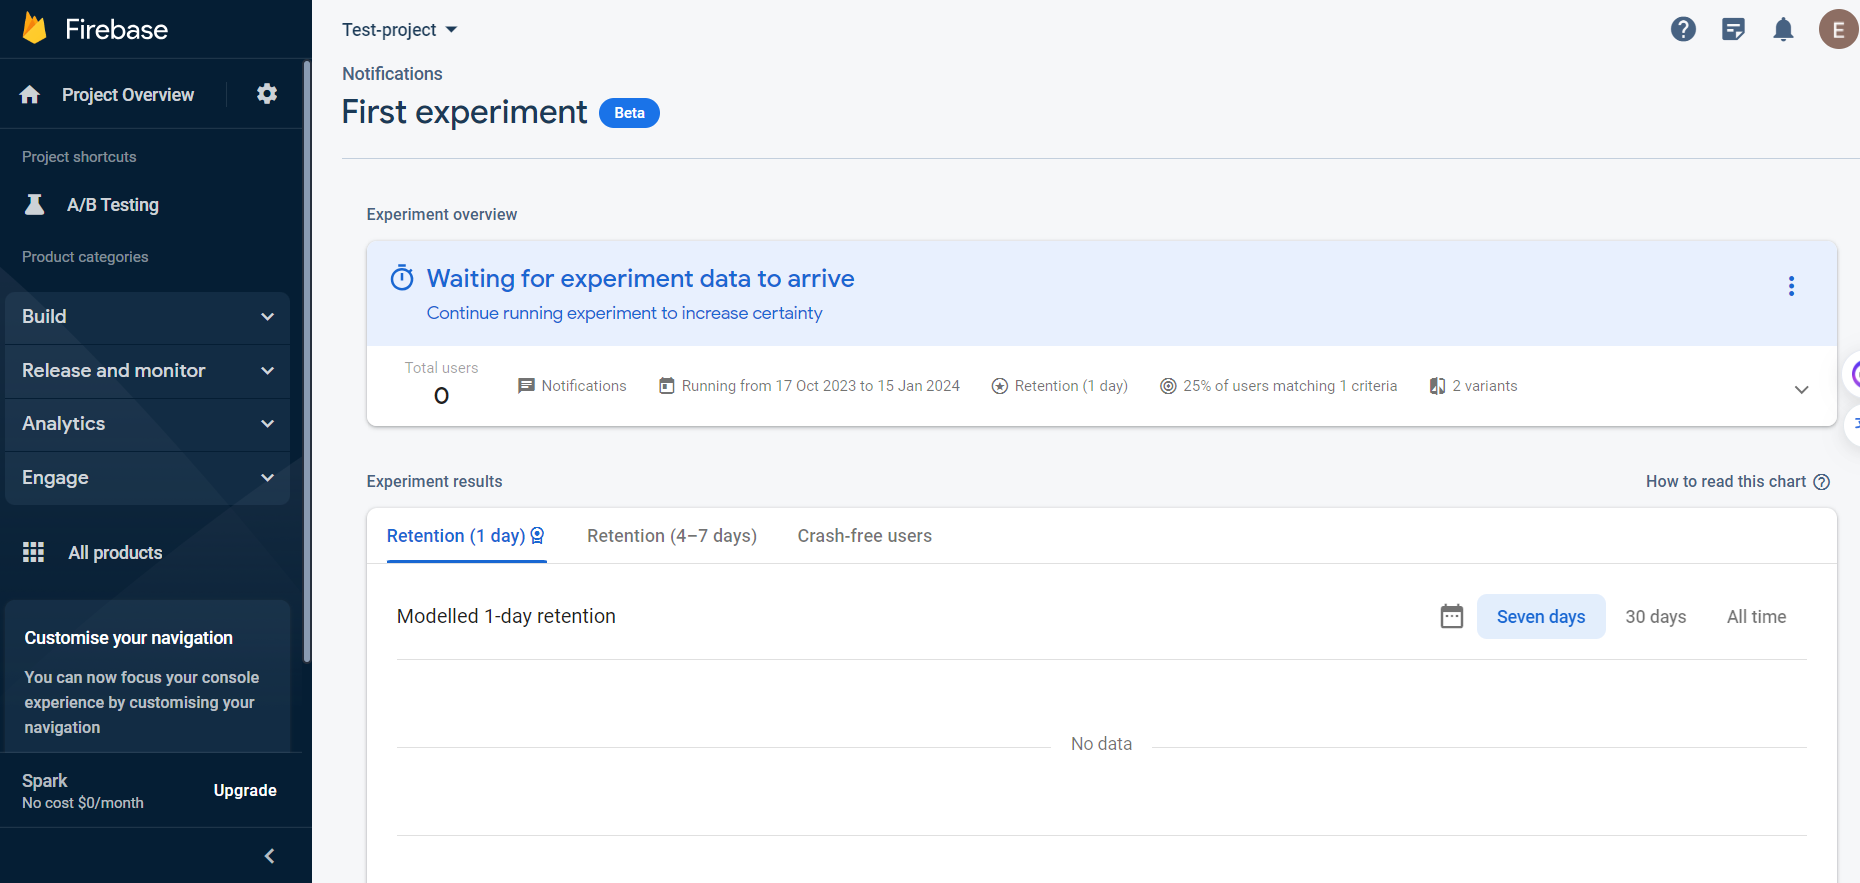 Firebase
Project Overview
Project shortcuts
A/B Testing
Product categories
Build
Release and monitor
Analytics
Engage
All products
Customise your navigation
You can now focus your console
experience by customising your
navigation
Spark
No cost $0/month
Upgrade
Test-project
E
Notifications
First experiment
Beta
Experiment overview
Waiting for experiment data to arrive
Continue running experiment to increase certainty
Total users
0
Notifications
Running from 17 Oct 2023 to 15 Jan 2024
Retention (1 day)
25% of users matching 1 criteria
2 variants
Experiment results
How to read this chart
Retention (1 day)
Retention (4–7 days)
Crash-free users
Modelled 1-day retention
Seven days
30 days
All time
No data